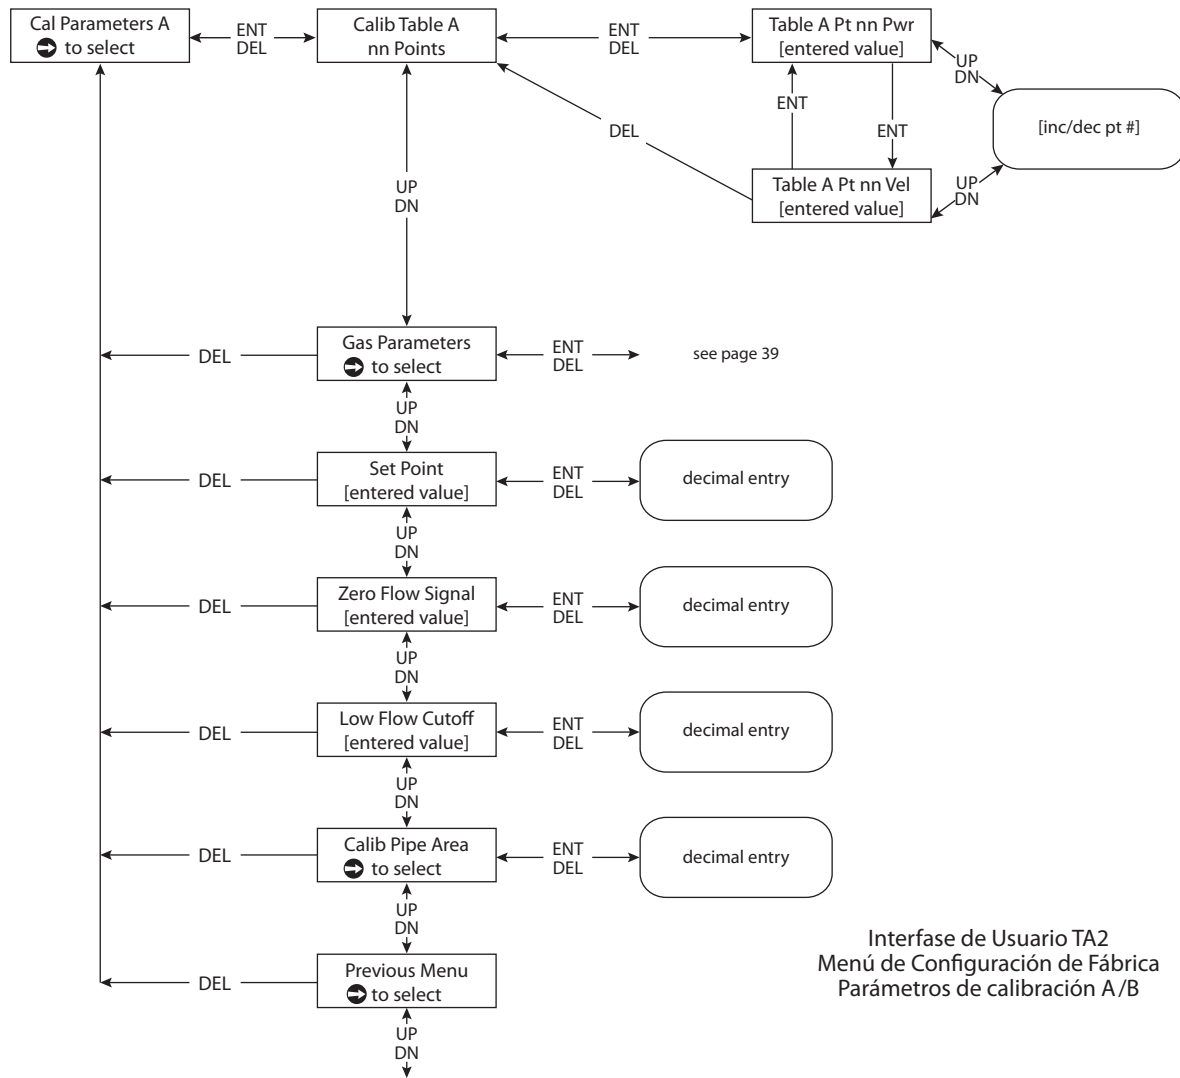 Cal Parameters A
to select
ENT
DEL
Calib Table A
nn Points
ENT
DEL
Table A Pt nn Pwr
[entered value]
UP
DN
[inc/dec pt #]
ENT
ENT
DEL
Table A Pt nn Vel
[entered value]
UP
DN
UP
DN
DEL
Gas Parameters
to select
ENT
DEL
see page 39
UP
DN
DEL
Set Point
[entered value]
ENT
DEL
decimal entry
UP
DN
DEL
Zero Flow Signal
[entered value]
ENT
DEL
decimal entry
UP
DN
DEL
Low Flow Cutoff
[entered value]
ENT
DEL
decimal entry
UP
DN
DEL
Calib Pipe Area
to select
ENT
DEL
decimal entry
UP
DN
DEL
Previous Menu
to select
UP
DN
Interfase de Usuario TA2
Menú de Configuración de Fábrica
Parámetros de calibración A/B